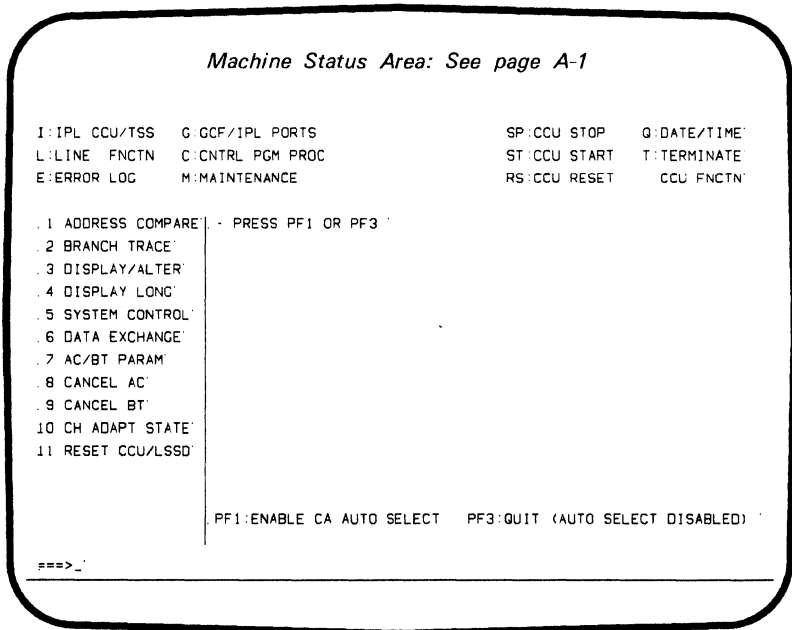 Machine Status Area: See page A-1
I:IPL CCU/TSS G:GCF/IPL PORTS SP:CCU STOP Q:DATE/TIME
L:LINE FNCTN C:CNTRL PGM PROC ST:CCU START T:TERMINATE
E:ERROR LOG M:MAINTENANCE RS:CCU RESET CCU FNCTN
1 ADDRESS COMPARE - PRESS PF1 OR PF3
2 BRANCH TRACE
3 DISPLAY/ALTER
4 DISPLAY LONG
5 SYSTEM CONTROL
6 DATA EXCHANGE
7 AC/BT PARAM
8 CANCEL AC
9 CANCEL BT
10 CH ADAPT STATE
11 RESET CCU/LSSD
PF1:ENABLE CA AUTO SELECT PF3:QUIT (AUTO SELECT DISABLED)
===>_